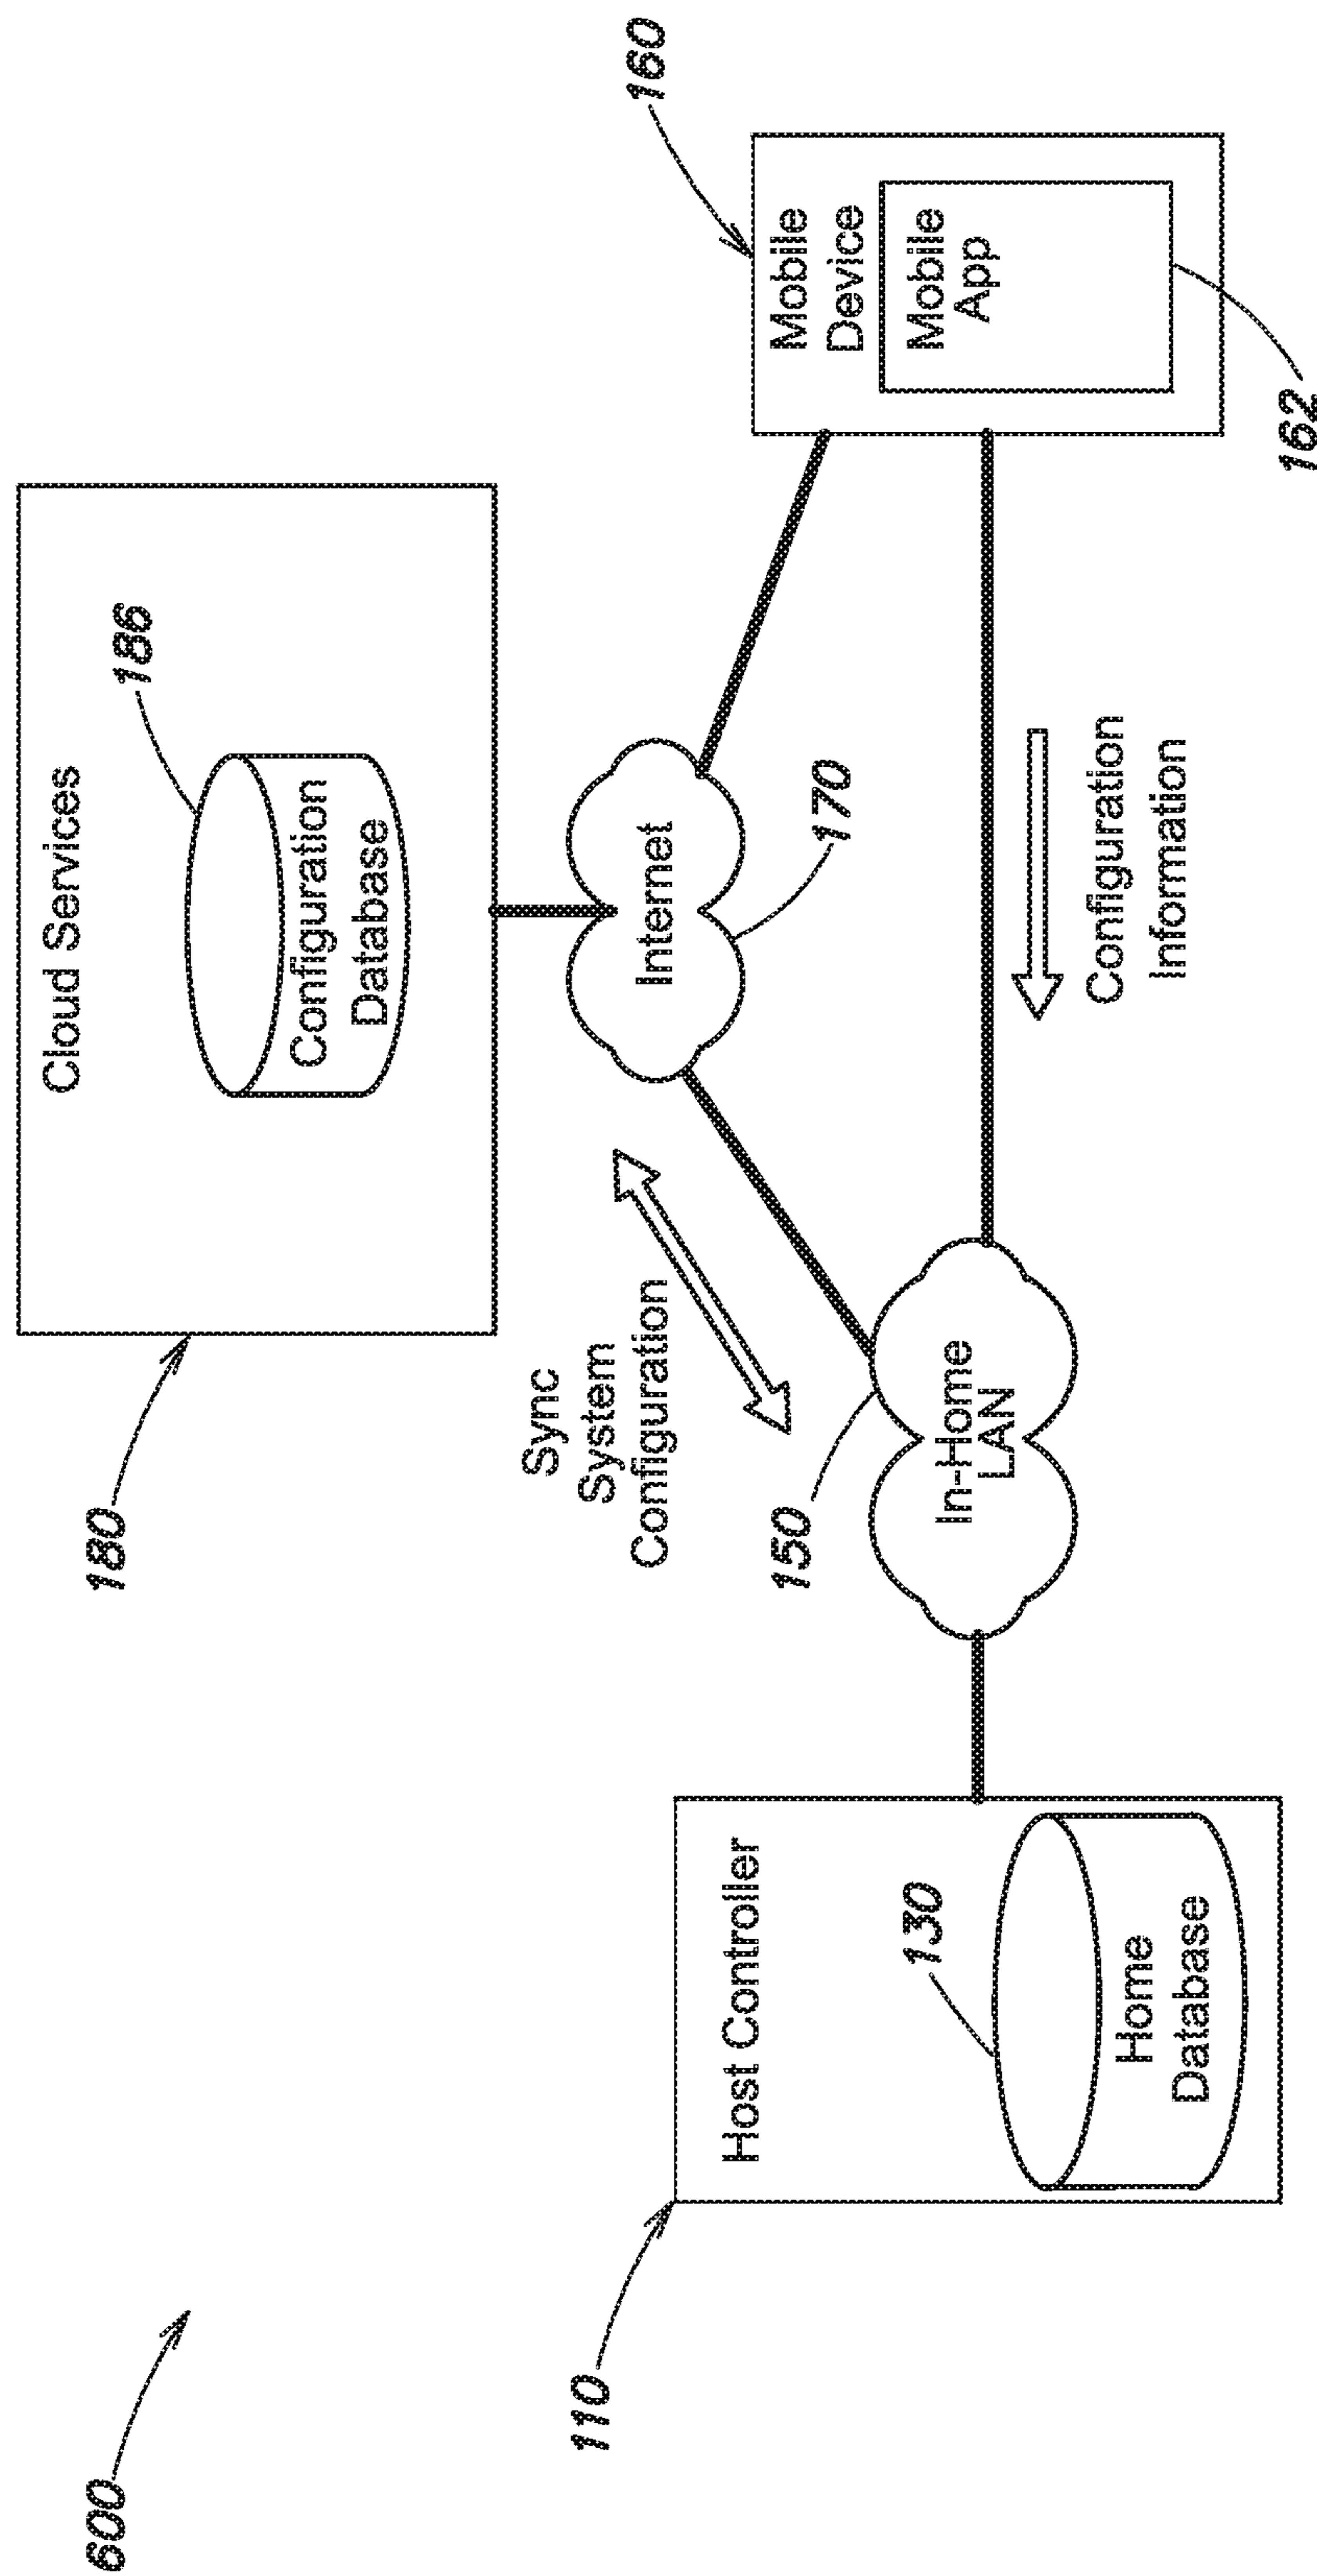 600
180
Cloud Services
186
Configuration
Database
Sync
System
Configuration
Internet
170
160
Mobile
Device
Mobile
App
162
110
Host Controller
130
Home
Database
150
In-Home
LAN
Configuration
Information